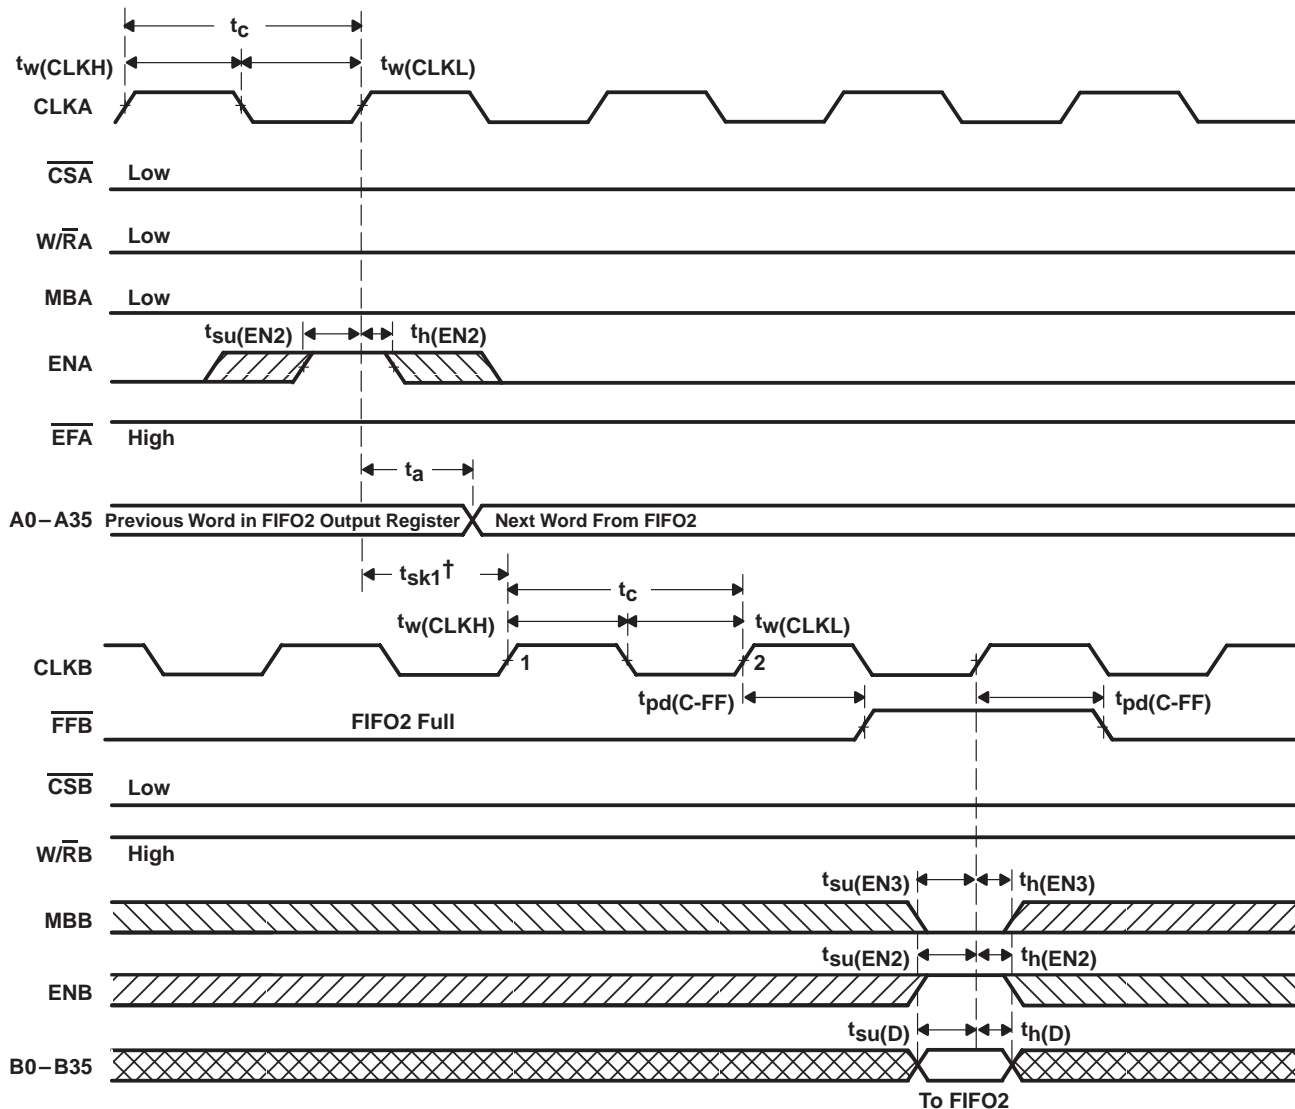 tc
tw(CLKH)
tw(CLKL)
CLKA
CSA Low
W/RA Low
MBA Low
tsu(EN2) th(EN2)
ENA
EFA High
ta
A0–A35 Previous Word in FIFO2 Output Register Next Word From FIFO2
tsk1†
tc
tw(CLKH) tw(CLKL)
CLKB 1 2
tpd(C-FF) tpd(C-FF)
FFB FIFO2 Full
CSB Low
W/RB High
tsu(EN3) th(EN3)
MBB
tsu(EN2) th(EN2)
ENB
tsu(D) th(D)
B0–B35
To FIFO2